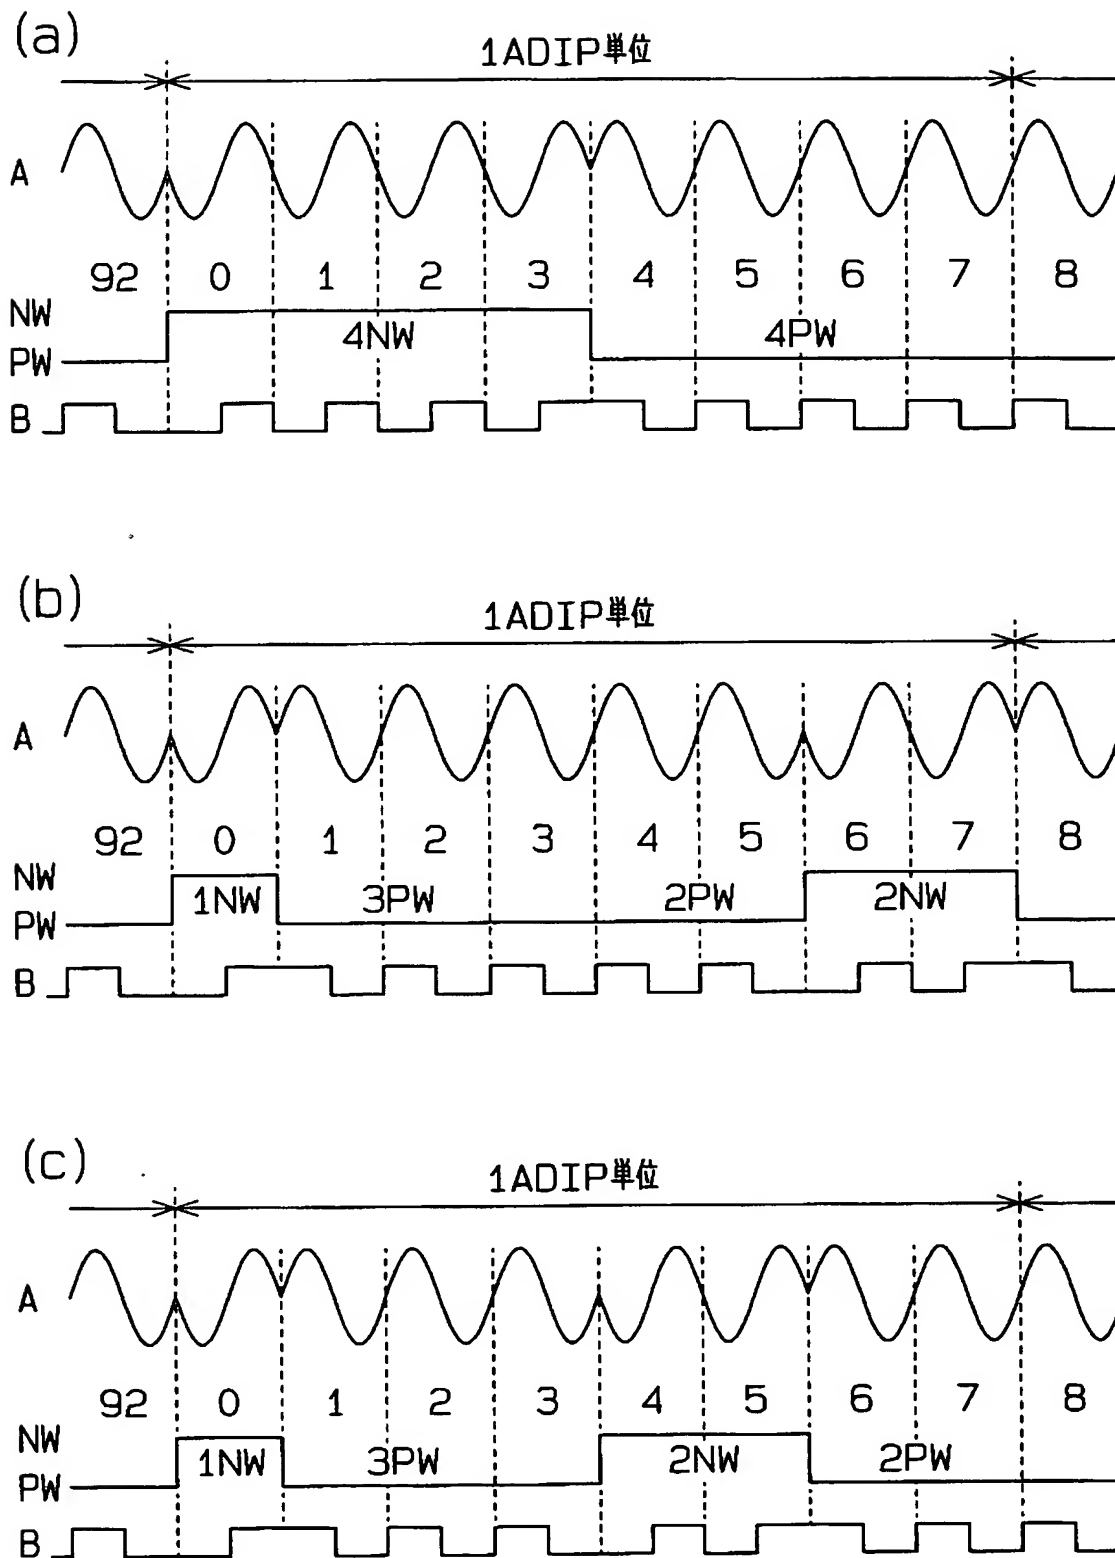 (a)
1ADIP単位
A
92 0 1 2 3 4 5 6 7 8
NW
4NW 4PW
PW
B
(b)
1ADIP単位
A
92 0 1 2 3 4 5 6 7 8
NW
1NW 3PW 2PW 2NW
PW
B
(c)
1ADIP単位
A
92 0 1 2 3 4 5 6 7 8
NW
1NW 3PW 2NW 2PW
PW
B